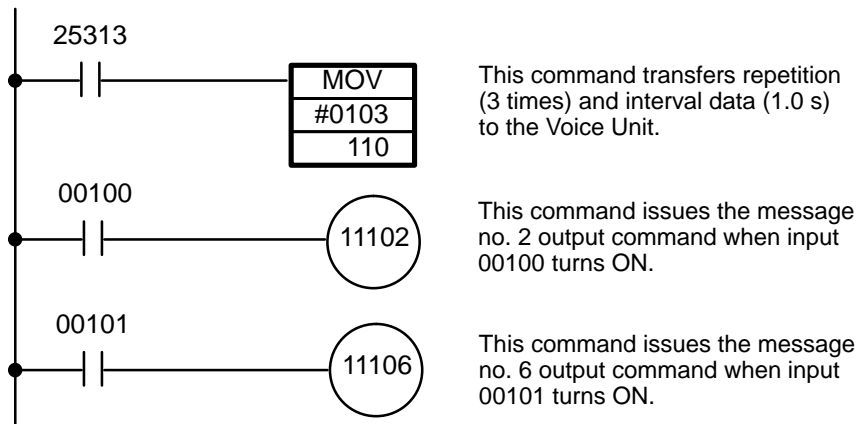 25313
MOV
#0103
110
This command transfers repetition
(3 times) and interval data (1.0 s)
to the Voice Unit.
00100
11102
This command issues the message
no. 2 output command when input
00100 turns ON.
00101
11106
This command issues the message
no. 6 output command when input
00101 turns ON.